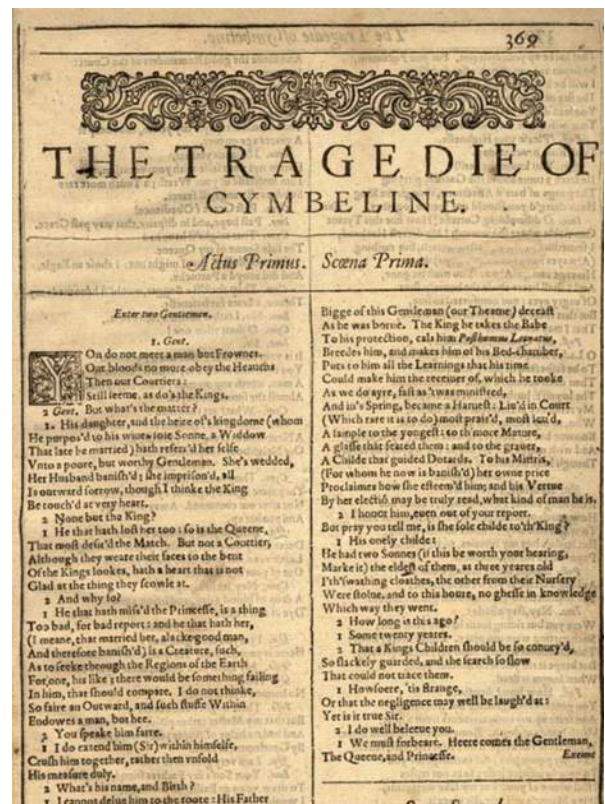 369
THE TRAGEDIE OF
CYMBELINE.
Actus Primus. Scœna Prima.
Enter two Gentlemen.
1. Gent.
You do not meet a man but Frownes.
Our bloods no more obey the Heauens
Then our Courtiers:
Still seeme, as do's the Kings.
2 Gent. But what's the matter?
1. His daughter, and the heire of's kingdome (whom
He purpos'd to his wiues sole Sonne, a Widdow
That late he married) hath referr'd her selfe
Vnto a poore, but worthy Gentleman. She's wedded,
Her Husband banish'd; she imprison'd, all
Is outward sorrow, though I thinke the King
Be touch'd at very heart.
2 None but the King?
1 He that hath lost her too: so is the Queene,
That most desir'd the Match. But not a Courtier,
Although they weare their faces to the bent
Of the Kings lookes, hath a heart that is not
Glad at the thing they scowle at.
2 And why so?
1 He that hath miss'd the Princesse, is a thing
Too bad, for bad report: and he that hath her,
(I meane, that married her, alacke good man,
And therefore banish'd) is a Creature, such,
As to seeke through the Regions of the Earth
For one, his like; there would be something failing
In him, that should compare. I do not thinke,
So faire an Outward, and such stuffe Within
Endowes a man, but hee.
2 You speake him farre.
1 I do extend him (Sir) within himselfe,
Crush him together, rather then vnfold
His measure duly.
2 What's his name, and Birth?
1 I cannot delue him to the roote: His Father
Bigge of this Gentleman (our Theame) deceast
As he was borne. The King he takes the Babe
To his protection, cals him Posthumus Leonatus,
Breedes him, and makes him of his Bed-chamber,
Puts to him all the Learnings that his time
Could make him the receiuer of, which he tooke
As we do ayre, fast as 'twas ministred,
And in's Spring, became a Haruest: Liu'd in Court
(Which rare it is to do) most prais'd, most lou'd,
A sample to the yongest: to th'more Mature,
A glasse that feated them: and to the grauer,
A Childe that guided Dotards. To his Mistris,
(For whom he now is banish'd) her owne price
Proclaimes how she esteem'd him; and his Vertue
By her electiō may be truly read, what kind of man he is.
2 I honor him, euen out of your report.
But pray you tell me, is she sole childe to'th'King?
1 His onely childe:
He had two Sonnes (if this be worth your hearing,
Marke it) the eldest of them, at three yeares old
I'th'swathing cloathes, the other from their Nursery
Were stolne, and to this houre, no ghesse in knowledge
Which way they went.
2 How long is this ago?
1 Some twenty yeares.
2 That a Kings Children should be so conuey'd,
So slackely guarded, and the search so slow
That could not trace them.
1 Howsoere, 'tis strange,
Or that the negligence may well be laugh'd at:
Yet is it true Sir.
2 I do well beleeue you.
1 We must forbeare. Heere comes the Gentleman,
The Queene, and Princesse. Exeunt